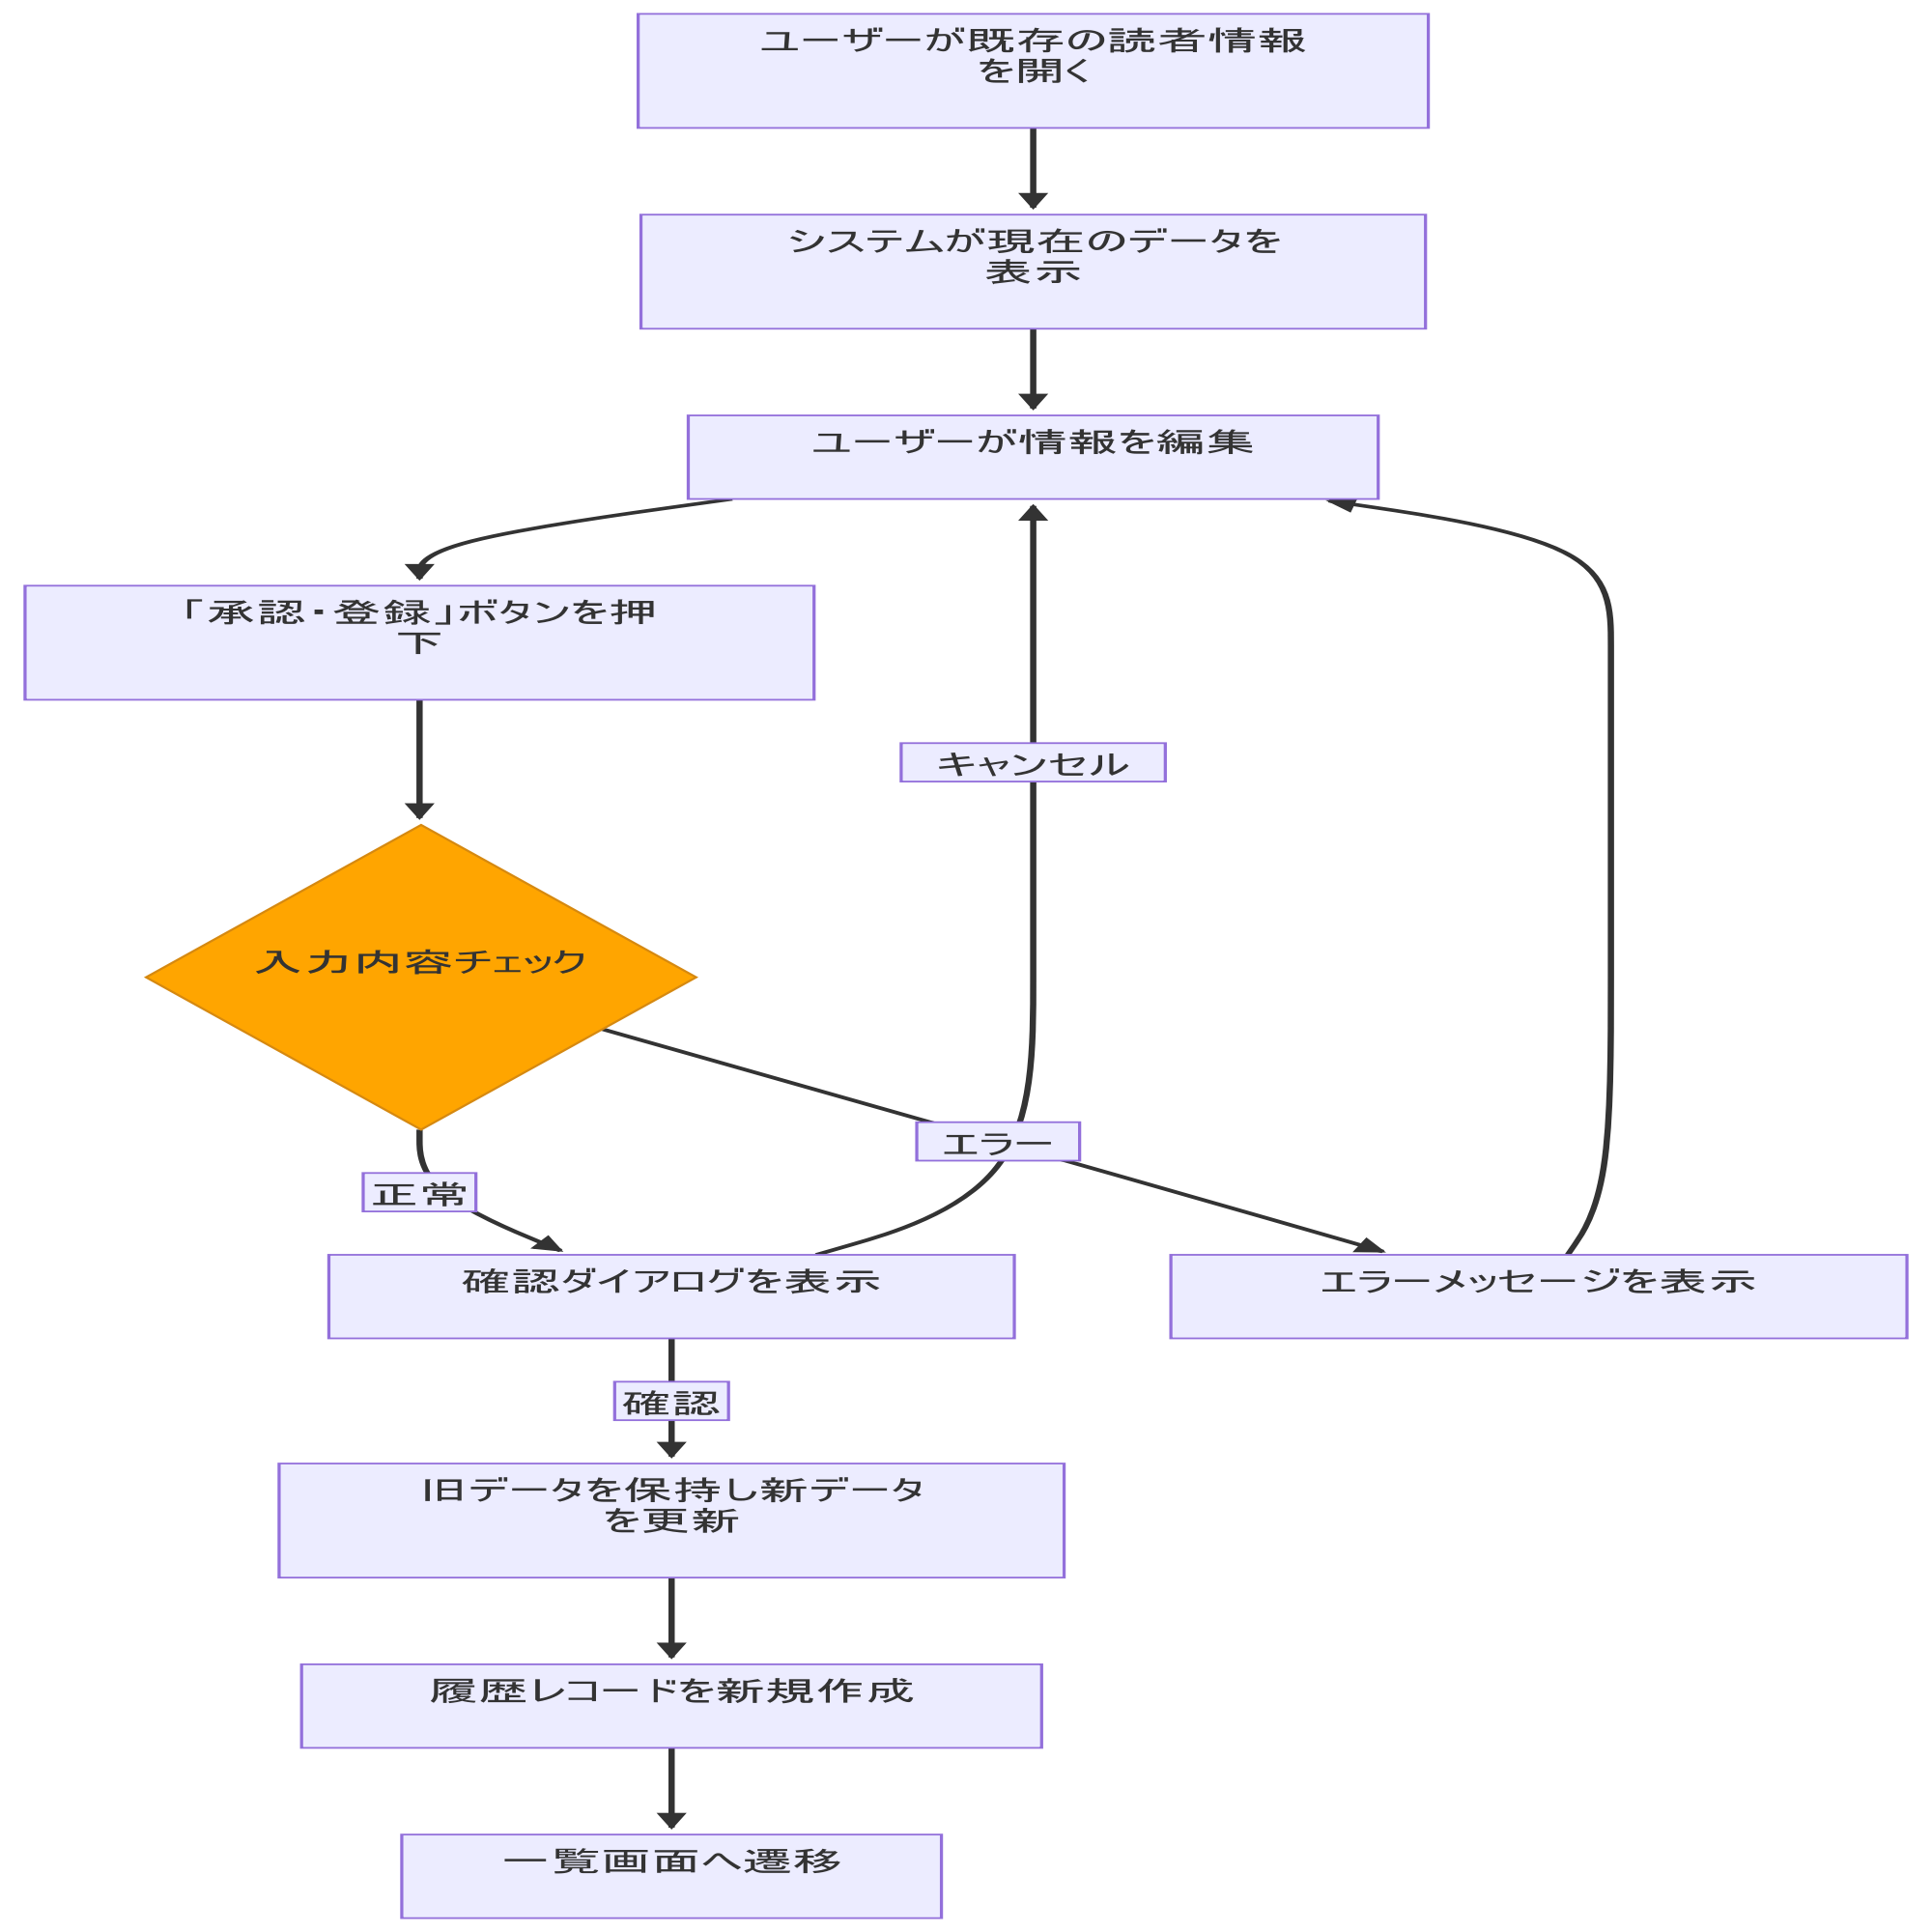 ユーザーが既存の読者情報
を開く
システムが現在のデータを
表示
ユーザーが情報を編集
「承認・登録」ボタンを押
下
キャンセル
入力内容チェック
エラー
正常
確認ダイアログを表示
エラーメッセージを表示
確認
旧データを保持し新データ
を更新
履歴レコードを新規作成
一覧画面へ遷移